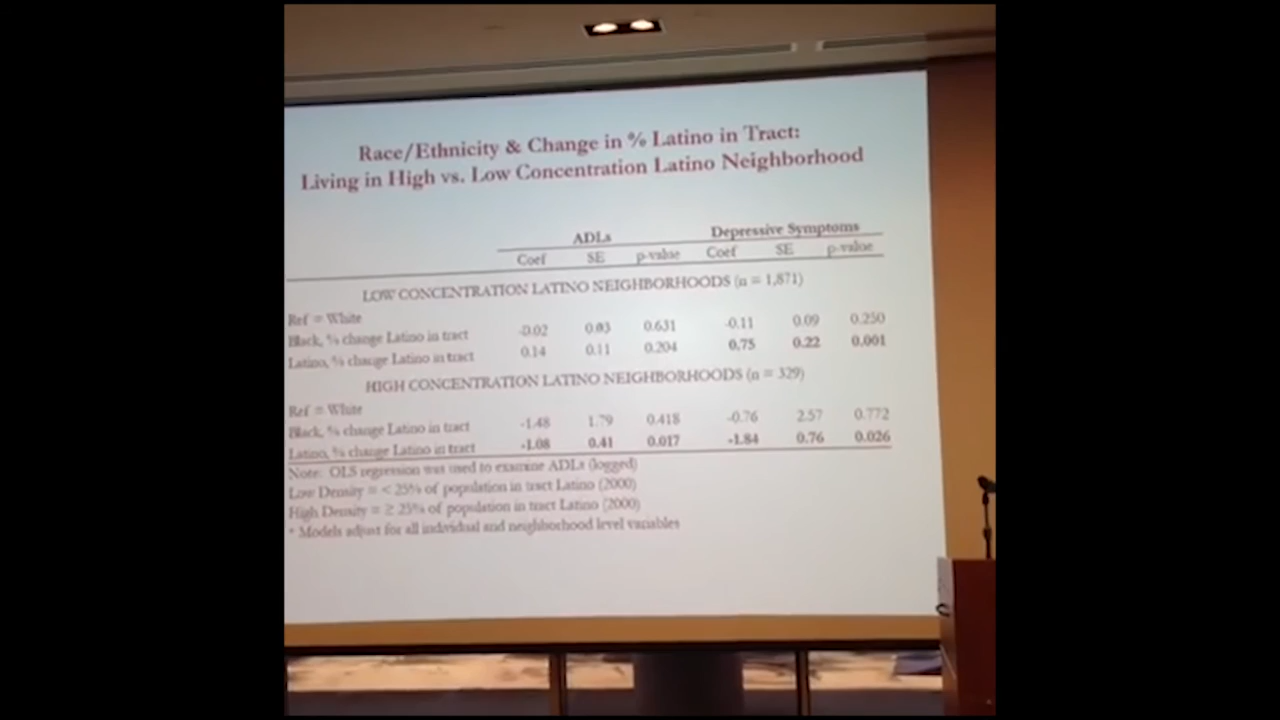 Race/Ethnicity & Change in % Latino in Tract:
Living in High vs. Low Concentration Latino Neighborhood
ADLs Depressive Symptoms
Coef SE p-value Coef SE p-value
LOW CONCENTRATION LATINO NEIGHBORHOODS (n = 1,871)
Ref = White
Black, % change Latino in tract -0.02 0.03 0.631 -0.11 0.09 0.250
Latino, % change Latino in tract 0.14 0.11 0.204 0.75 0.22 0.001
HIGH CONCENTRATION LATINO NEIGHBORHOODS (n = 329)
Ref = White
Black, % change Latino in tract -1.48 1.79 0.418 -0.76 2.57 0.772
Latino, % change Latino in tract -1.08 0.41 0.017 -1.84 0.76 0.026
Note: OLS regression was used to examine ADLs (logged)
Low Density = < 25% of population in tract Latino (2000)
High Density = ≥ 25% of population in tract Latino (2000)
* Models adjust for all individual and neighborhood level variables